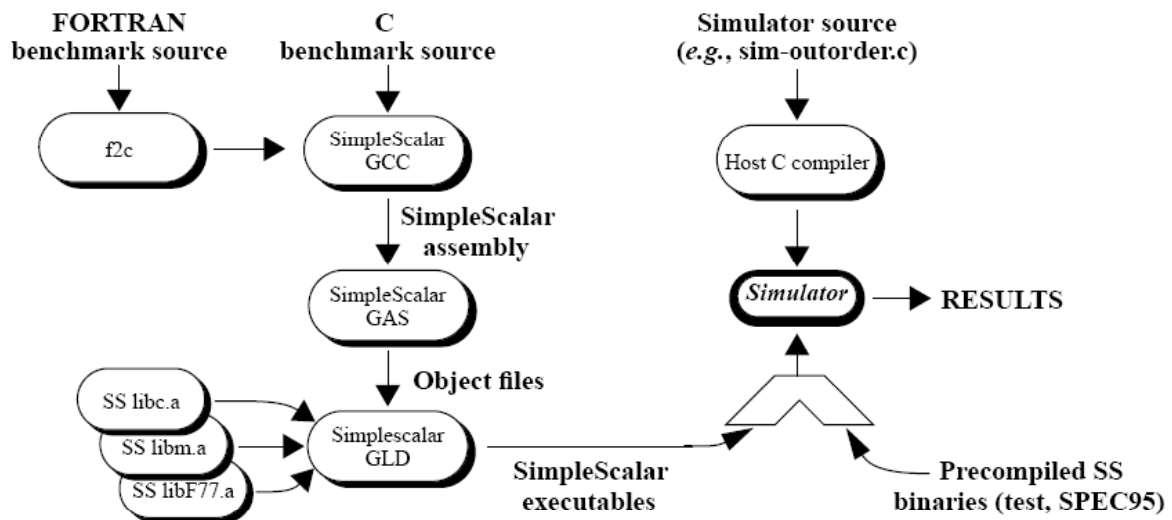 FORTRAN
benchmark source
C
benchmark source
Simulator source
(e.g., sim-outorder.c)
f2c
SimpleScalar
GCC
Host C compiler
SimpleScalar
assembly
SimpleScalar
GAS
Simulator
RESULTS
Object files
SS libc.a
SS libm.a
SS libF77.a
Simplescalar
GLD
SimpleScalar
executables
Precompiled SS
binaries (test, SPEC95)